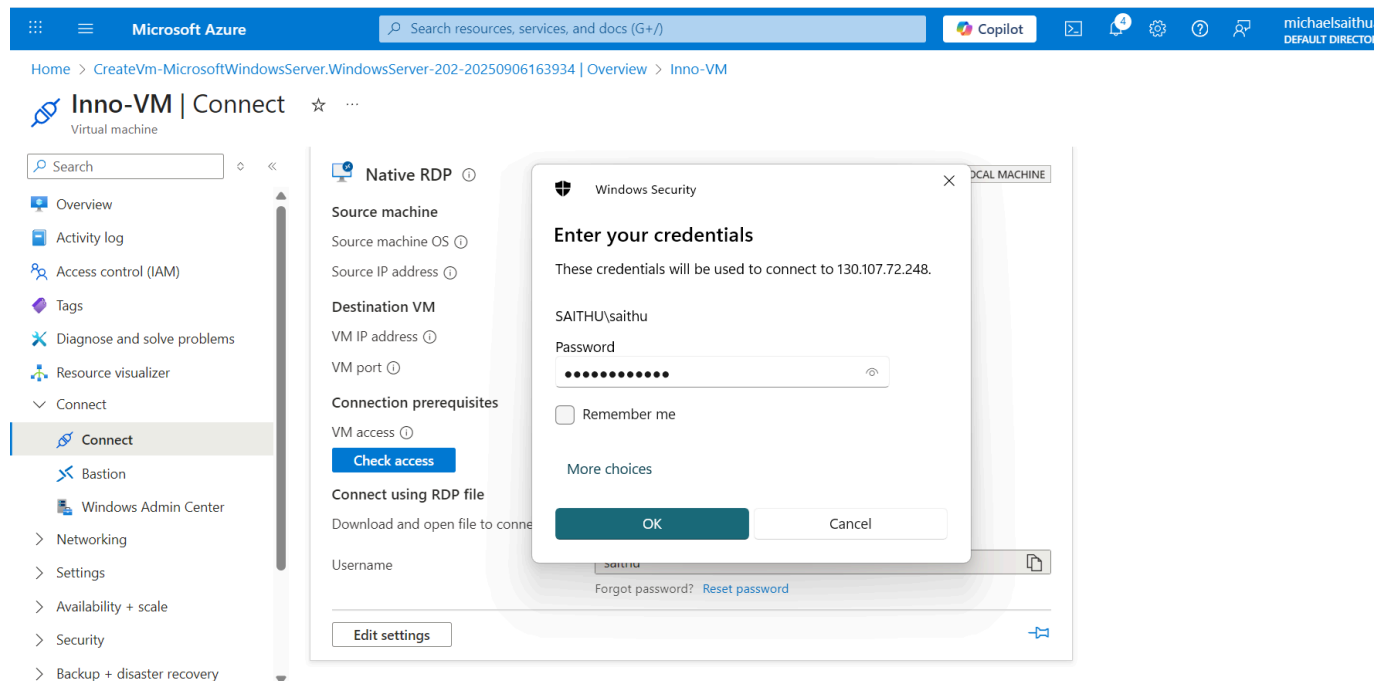 Microsoft Azure
Search resources, services, and docs (G+/)
Copilot
4
michaelsaithu
DEFAULT DIRECTOR
Home > CreateVm-MicrosoftWindowsServer.WindowsServer-202-20250906163934 | Overview > Inno-VM
Inno-VM | Connect
Virtual machine
Search
Overview
Activity log
Access control (IAM)
Tags
Diagnose and solve problems
Resource visualizer
Connect
Connect
Bastion
Windows Admin Center
Networking
Settings
Availability + scale
Security
Backup + disaster recovery
Native RDP
OCAL MACHINE
Source machine
Source machine OS
Source IP address
Destination VM
VM IP address
VM port
Connection prerequisites
VM access
Check access
Connect using RDP file
Download and open file to conne
Username
saithu
Forgot password? Reset password
Edit settings
Windows Security
Enter your credentials
These credentials will be used to connect to 130.107.72.248.
SAITHU\saithu
Password
●●●●●●●●●●●●
Remember me
More choices
OK
Cancel